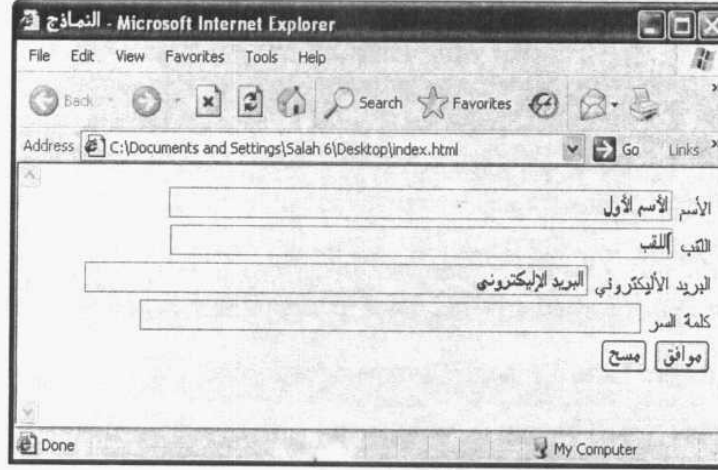 النماذج - Microsoft Internet Explorer
File Edit View Favorites Tools Help
Back Search Favorites
Address C:\Documents and Settings\Salah 6\Desktop\index.html Go Links »
الأسم الأسم الأول
اللقب اللقب
البريد الأليكتروني البريد الإليكترونى
كلمة السر
موافق مسح
Done My Computer